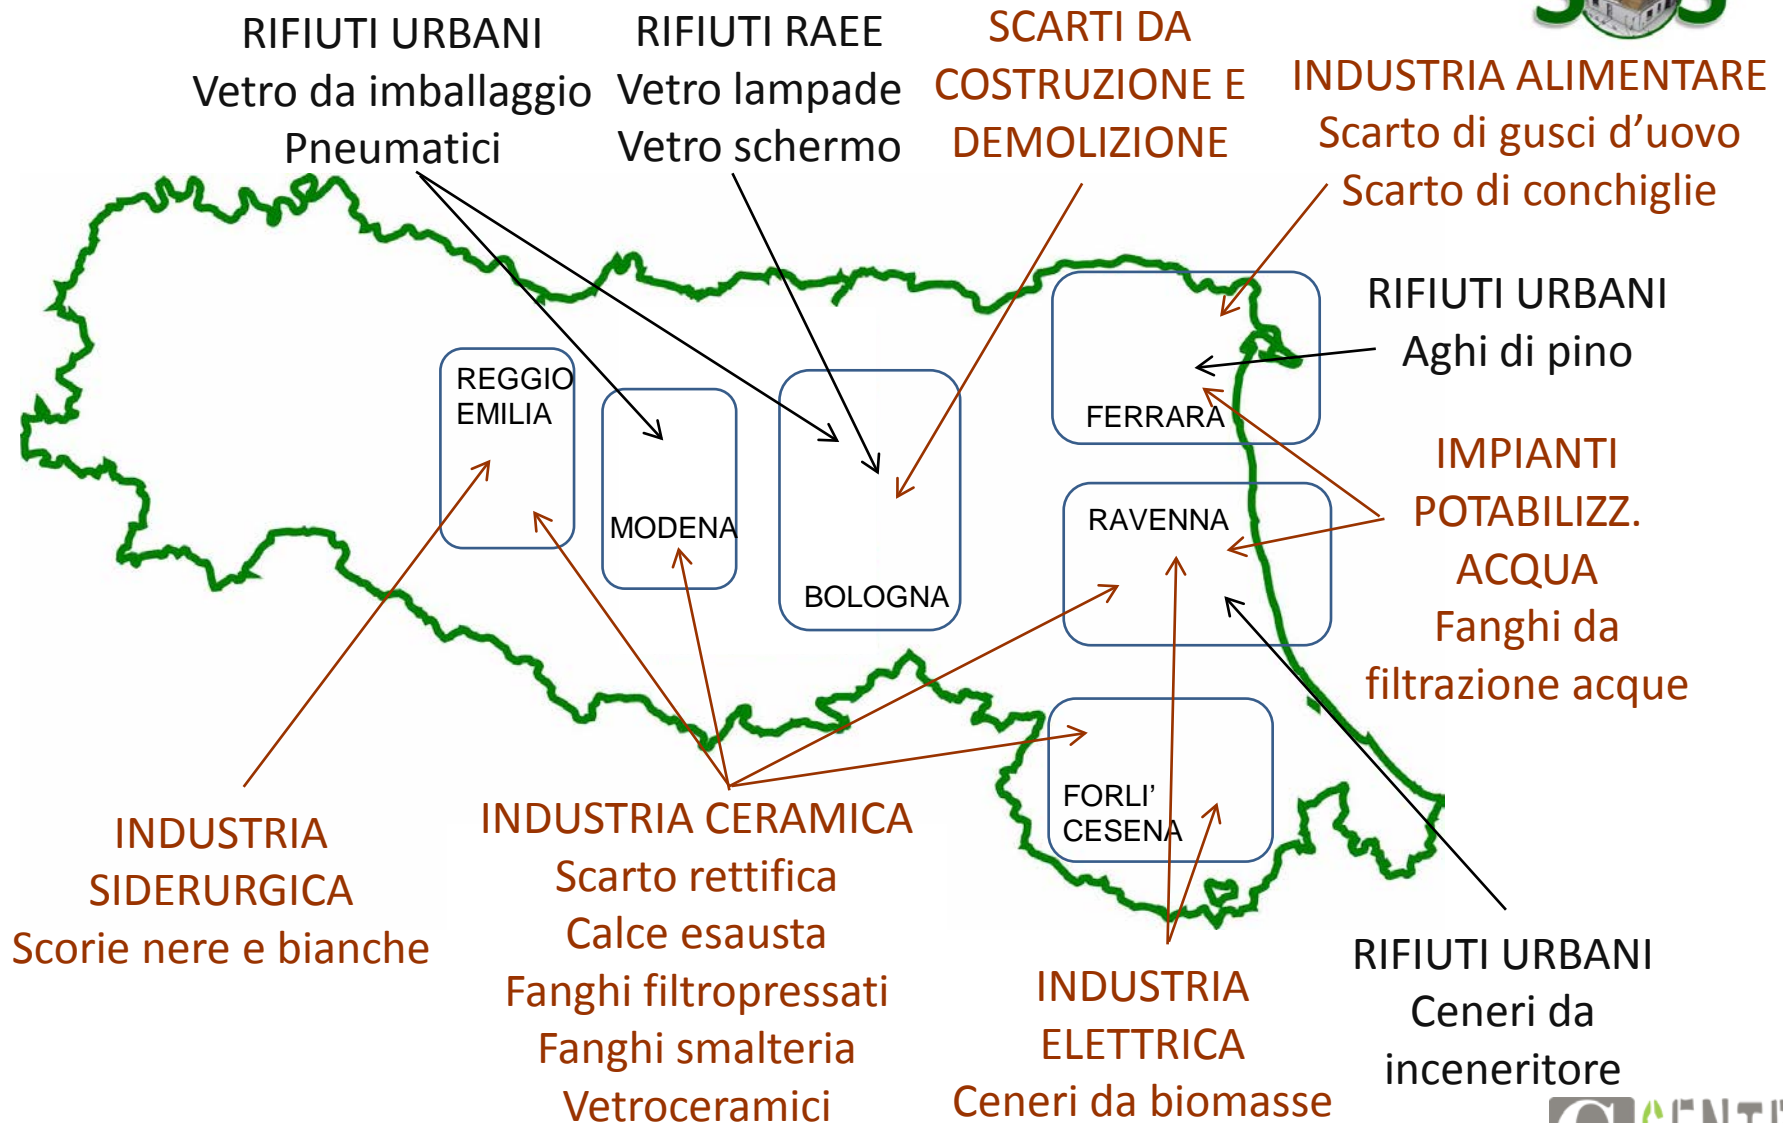 RIFIUTI URBANI
Vetro da imballaggio
Pneumatici
RIFIUTI RAEE
Vetro lampade
Vetro schermo
SCARTI DA
COSTRUZIONE E
DEMOLIZIONE
INDUSTRIA ALIMENTARE
Scarto di gusci d’uovo
Scarto di conchiglie
RIFIUTI URBANI
Aghi di pino
REGGIO
EMILIA
MODENA
BOLOGNA
FERRARA
RAVENNA
FORLI’
CESENA
IMPIANTI
POTABILIZZ.
ACQUA
Fanghi da
filtrazione acque
INDUSTRIA
SIDERURGICA
Scorie nere e bianche
INDUSTRIA CERAMICA
Scarto rettifica
Calce esausta
Fanghi filtropressati
Fanghi smalteria
Vetroceramici
INDUSTRIA
ELETTRICA
Ceneri da biomasse
RIFIUTI URBANI
Ceneri da
inceneritore